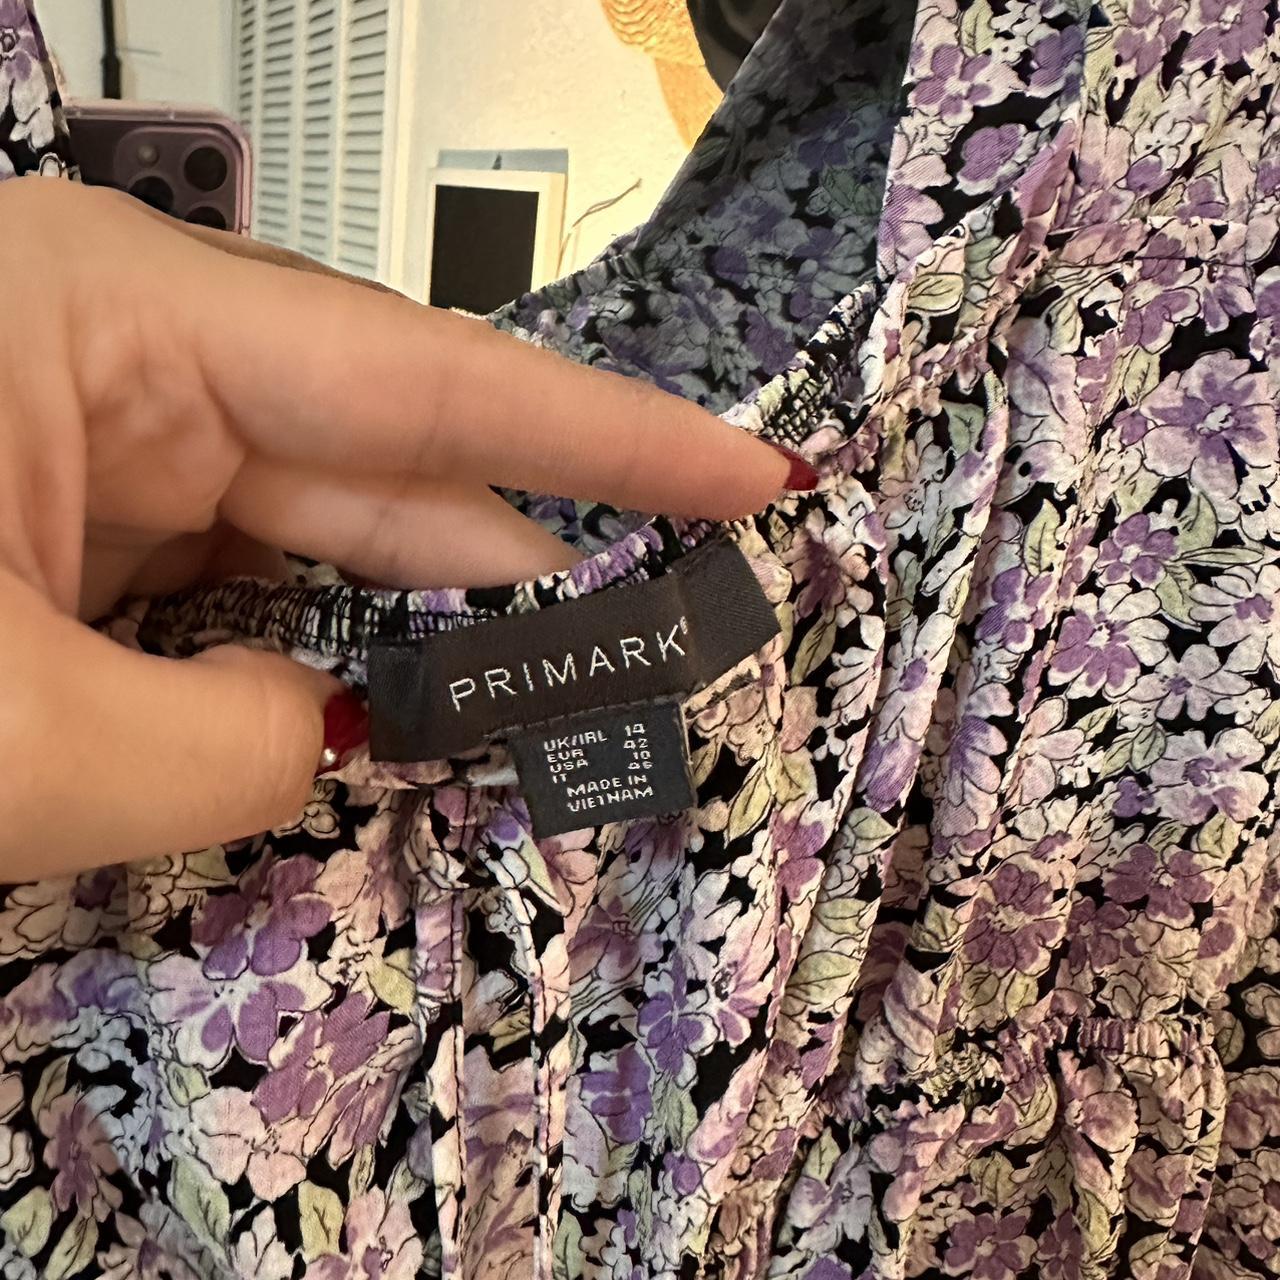 PRIMARK
UK/IRL 14
EUR 42
USA 10
IT 46
MADE IN
VIETNAM